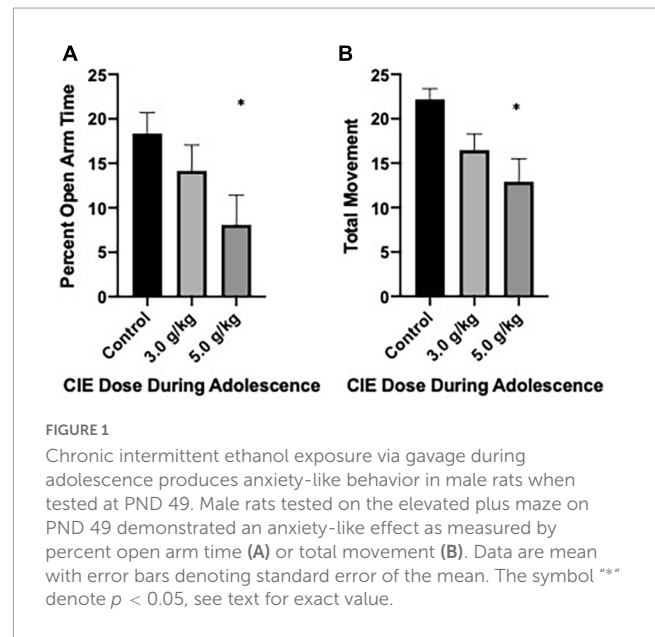 A
25
20
15
10
5
0
Percent Open Arm Time
*
Control
3.0 g/kg
5.0 g/kg
CIE Dose During Adolescence
B
25
20
15
10
5
0
Total Movement
*
Control
3.0 g/kg
5.0 g/kg
CIE Dose During Adolescence
FIGURE 1
Chronic intermittent ethanol exposure via gavage during
adolescence produces anxiety-like behavior in male rats when
tested at PND 49. Male rats tested on the elevated plus maze on
PND 49 demonstrated an anxiety-like effect as measured by
percent open arm time (A) or total movement (B). Data are mean
with error bars denoting standard error of the mean. The symbol “*”
denote p < 0.05, see text for exact value.